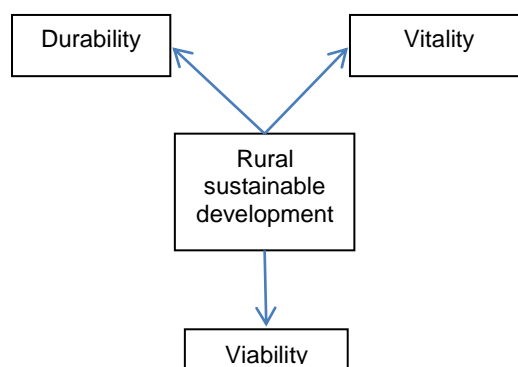 Durability
Vitality
Rural
sustainable
development
Viability